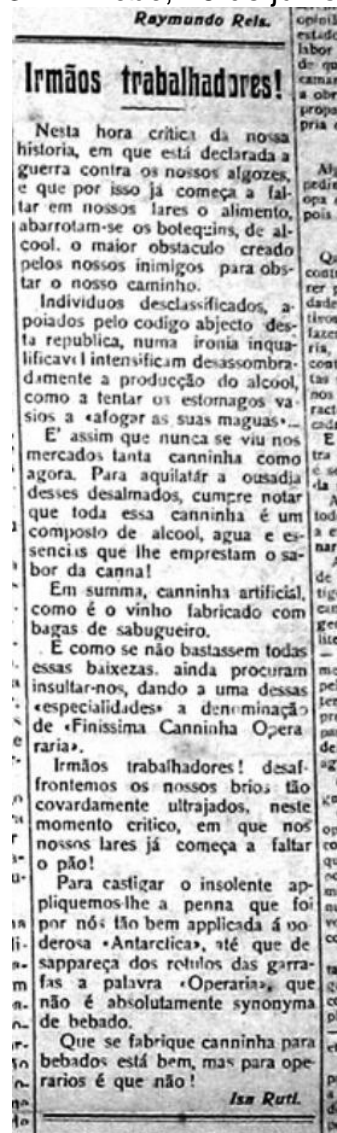 Raymundo Reis.
Irmãos trabalhadores!
Nesta hora critica da nossa
historia, em que está declarada a
guerra contra os nossos algozes,
e que por isso já começa a fal-
tar em nossos lares o alimento,
abarrotam-se os botequins, de al-
cool, o maior obstaculo creado
pelos nossos inimigos para obs-
tar o nosso caminho.
Individuos desclassificados, a-
poiados pelo codigo abjecto des-
ta republica, numa ironia inqua-
lificavel intensificam desassombra-
damente a producção do alcool,
como a tentar os estomagos va-
sios a «afogar as suas maguas»...
E' assim que nunca se viu nos
mercados tanta canninha como
agora. Para aquilatár a ousadia
desses desalmados, cumpre notar
que toda essa canninha é um
composto de alcool, agua e es-
sencias que lhe emprestam o sa-
bor da canna!
Em summa, canninha artificial,
como é o vinho fabricado com
bagas de sabugueiro.
E como se não bastassem todas
essas baixezas, ainda procuram
insultar-nos, dando a uma dessas
«especialidades» a denominação
de «Finissima Canninha Opera
raria».
Irmãos trabalhadores! desaf-
frontemos os nossos brios tão
covardamente ultrajados, neste
momento critico, em que nos
nossos lares já começa a faltar
o pão!
Para castigar o insolente ap-
pliquemos-lhe a penna que foi
por nós tão bem applicada á po-
derosa «Antarctica», até que de
sappareça dos rotulos das garra-
fas a palavra «Operaria», que
não é absolutamente synonyma
de bebado.
Que se fabrique canninha para
bebados está bem, mas para ope-
rarios é que não!
Isa Ruti.